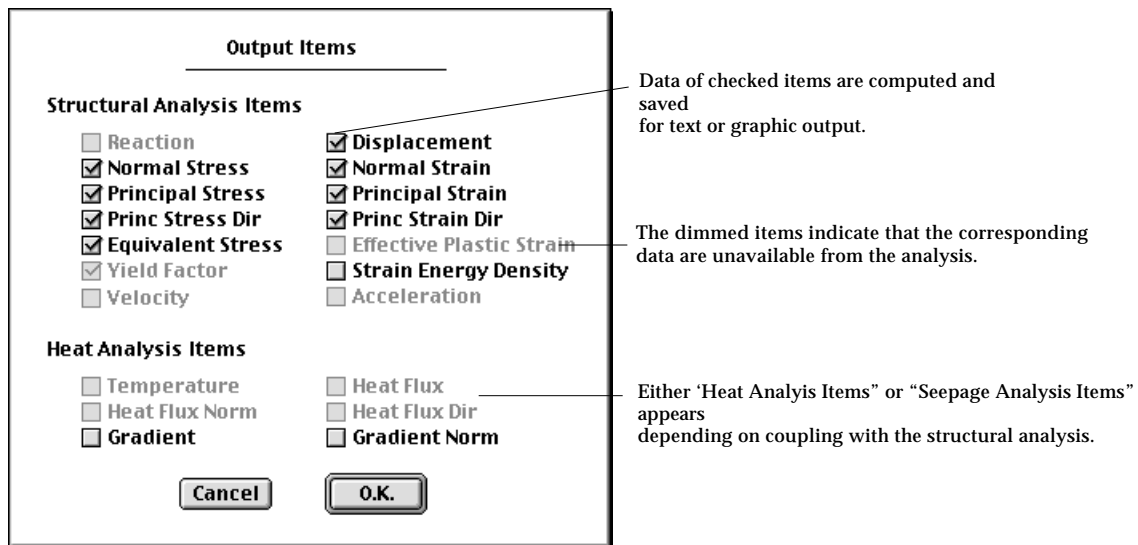 Output Items
Structural Analysis Items
Reaction
Displacement
Normal Stress
Normal Strain
Principal Stress
Principal Strain
Princ Stress Dir
Princ Strain Dir
Equivalent Stress
Effective Plastic Strain
Yield Factor
Strain Energy Density
Velocity
Acceleration
Heat Analysis Items
Temperature
Heat Flux
Heat Flux Norm
Heat Flux Dir
Gradient
Gradient Norm
Cancel
O.K.
Data of checked items are computed and
saved
for text or graphic output.
The dimmed items indicate that the corresponding
data are unavailable from the analysis.
Either ‘Heat Analyis Items” or “Seepage Analysis Items”
appears
depending on coupling with the structural analysis.